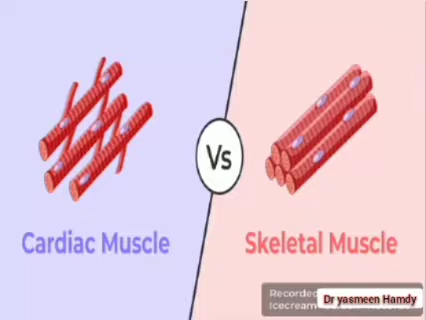 Vs
Cardiac Muscle
Skeletal Muscle
Recorded
Icecream
Dr yasmeen Hamdy